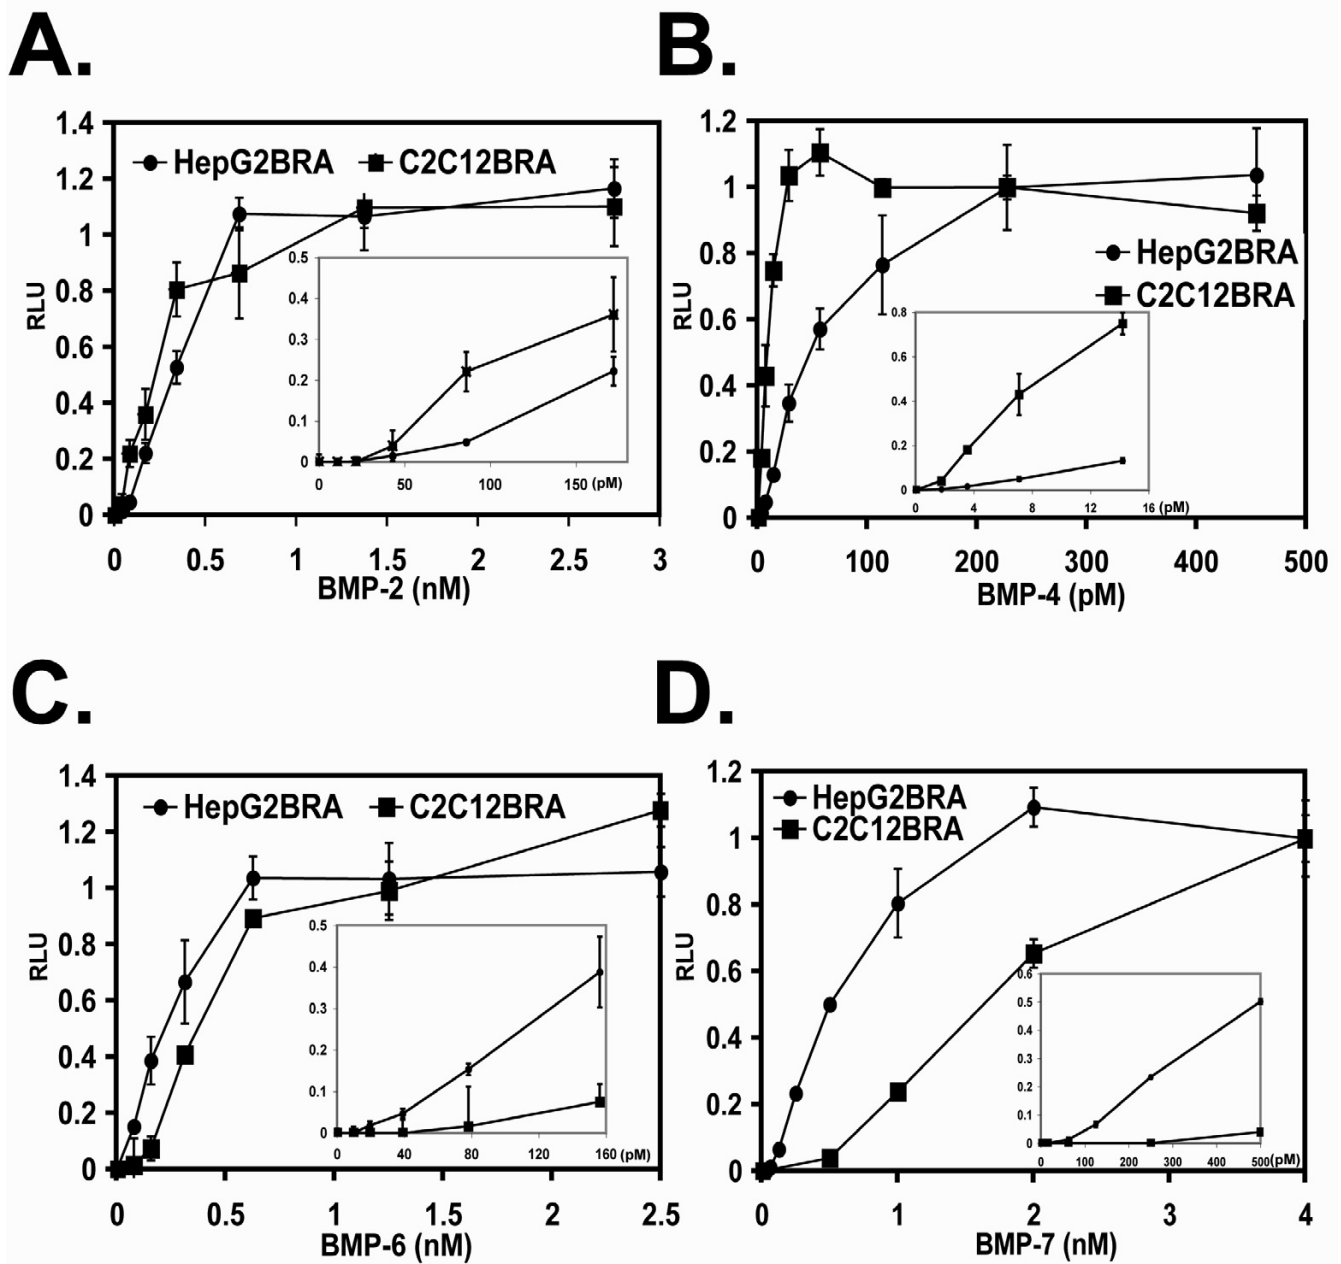 A.
1.4
1.2
1
0.8
0.6
0.4
0.2
0
RLU
HepG2BRA C2C12BRA
0.5
0.4
0.3
0.2
0.1
0
0 50 100 150 (pM)
0 0.5 1 1.5 2 2.5 3
BMP-2 (nM)
B.
1.2
1
0.8
0.6
0.4
0.2
0
RLU
HepG2BRA
C2C12BRA
0.8
0.6
0.4
0.2
0
0 4 8 12 16 (pM)
0 100 200 300 400 500
BMP-4 (pM)
C.
1.4
1.2
1
0.8
0.6
0.4
0.2
0
RLU
HepG2BRA C2C12BRA
0.5
0.4
0.3
0.2
0.1
0
0 40 80 120 160 (pM)
0 0.5 1 1.5 2 2.5
BMP-6 (nM)
D.
1.2
1
0.8
0.6
0.4
0.2
0
RLU
HepG2BRA
C2C12BRA
0.6
0.5
0.4
0.3
0.2
0.1
0
0 100 200 300 400 500(pM)
0 1 2 3 4
BMP-7 (nM)